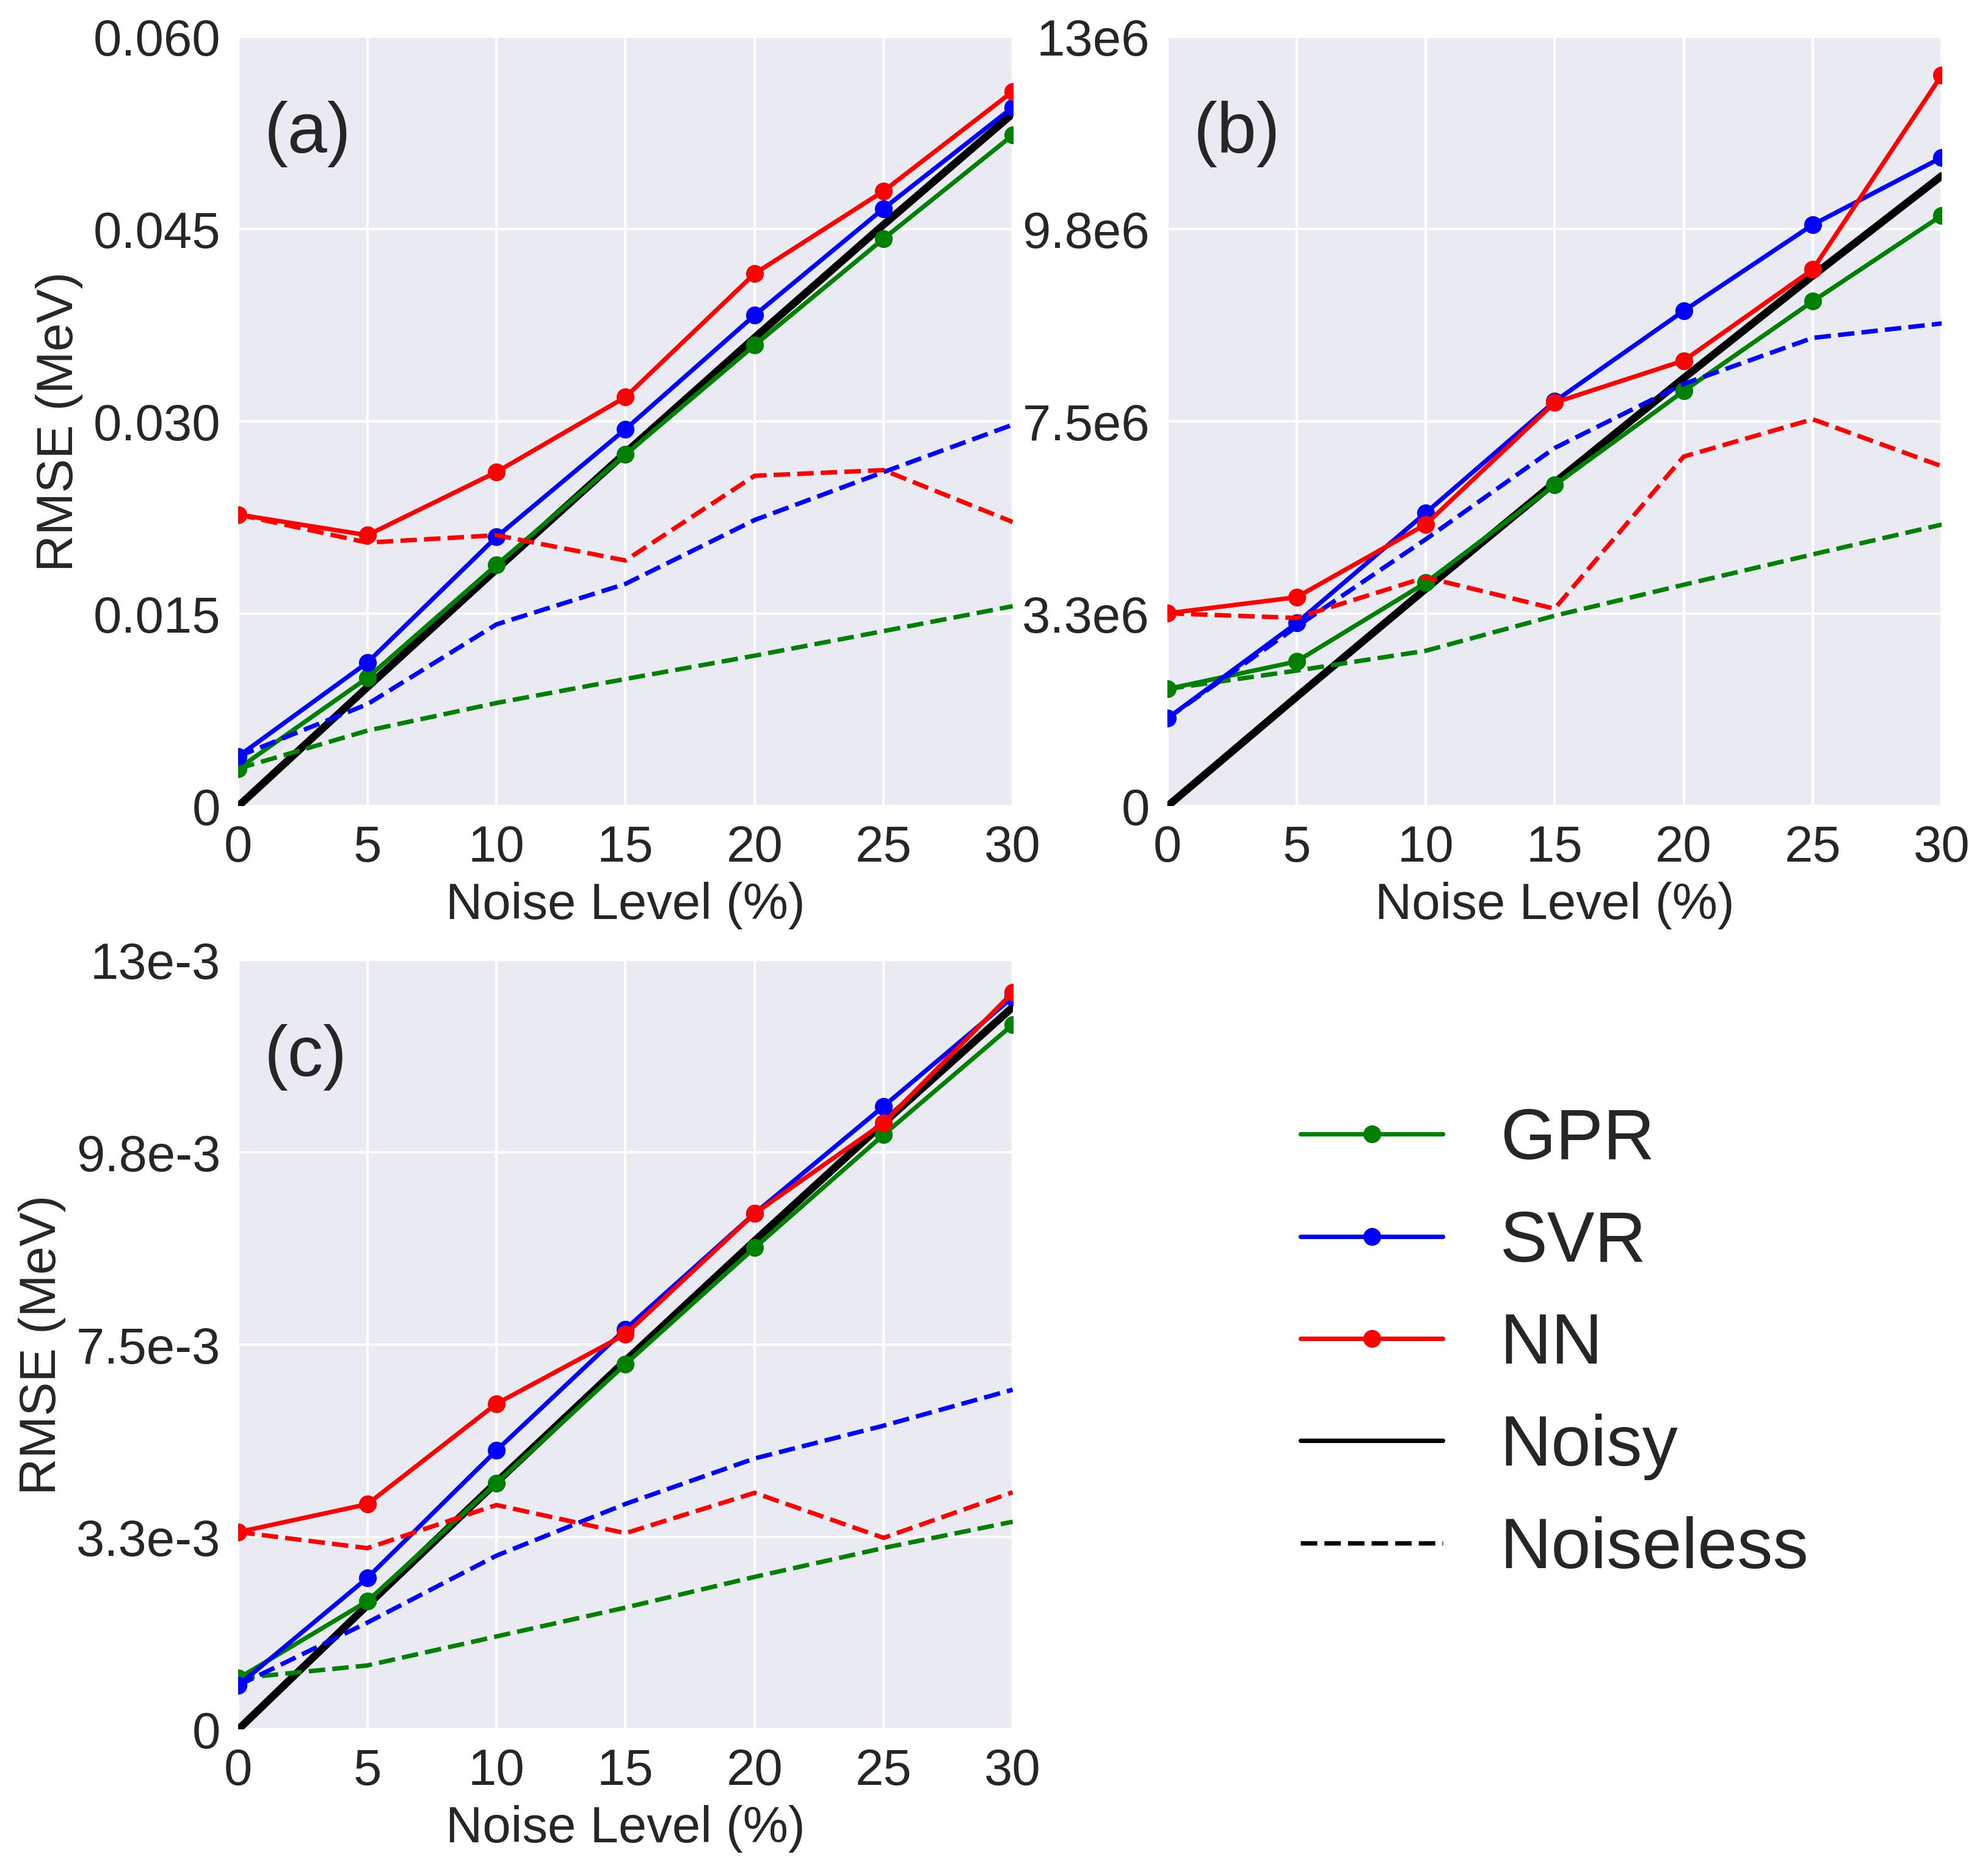 0.060
0.045
0.030
0.015
0
RMSE (MeV)
(a)
0 5 10 15 20 25 30
Noise Level (%)
13e6
9.8e6
7.5e6
3.3e6
0
(b)
0 5 10 15 20 25 30
Noise Level (%)
13e-3
9.8e-3
7.5e-3
3.3e-3
0
RMSE (MeV)
(c)
0 5 10 15 20 25 30
Noise Level (%)
GPR
SVR
NN
Noisy
Noiseless